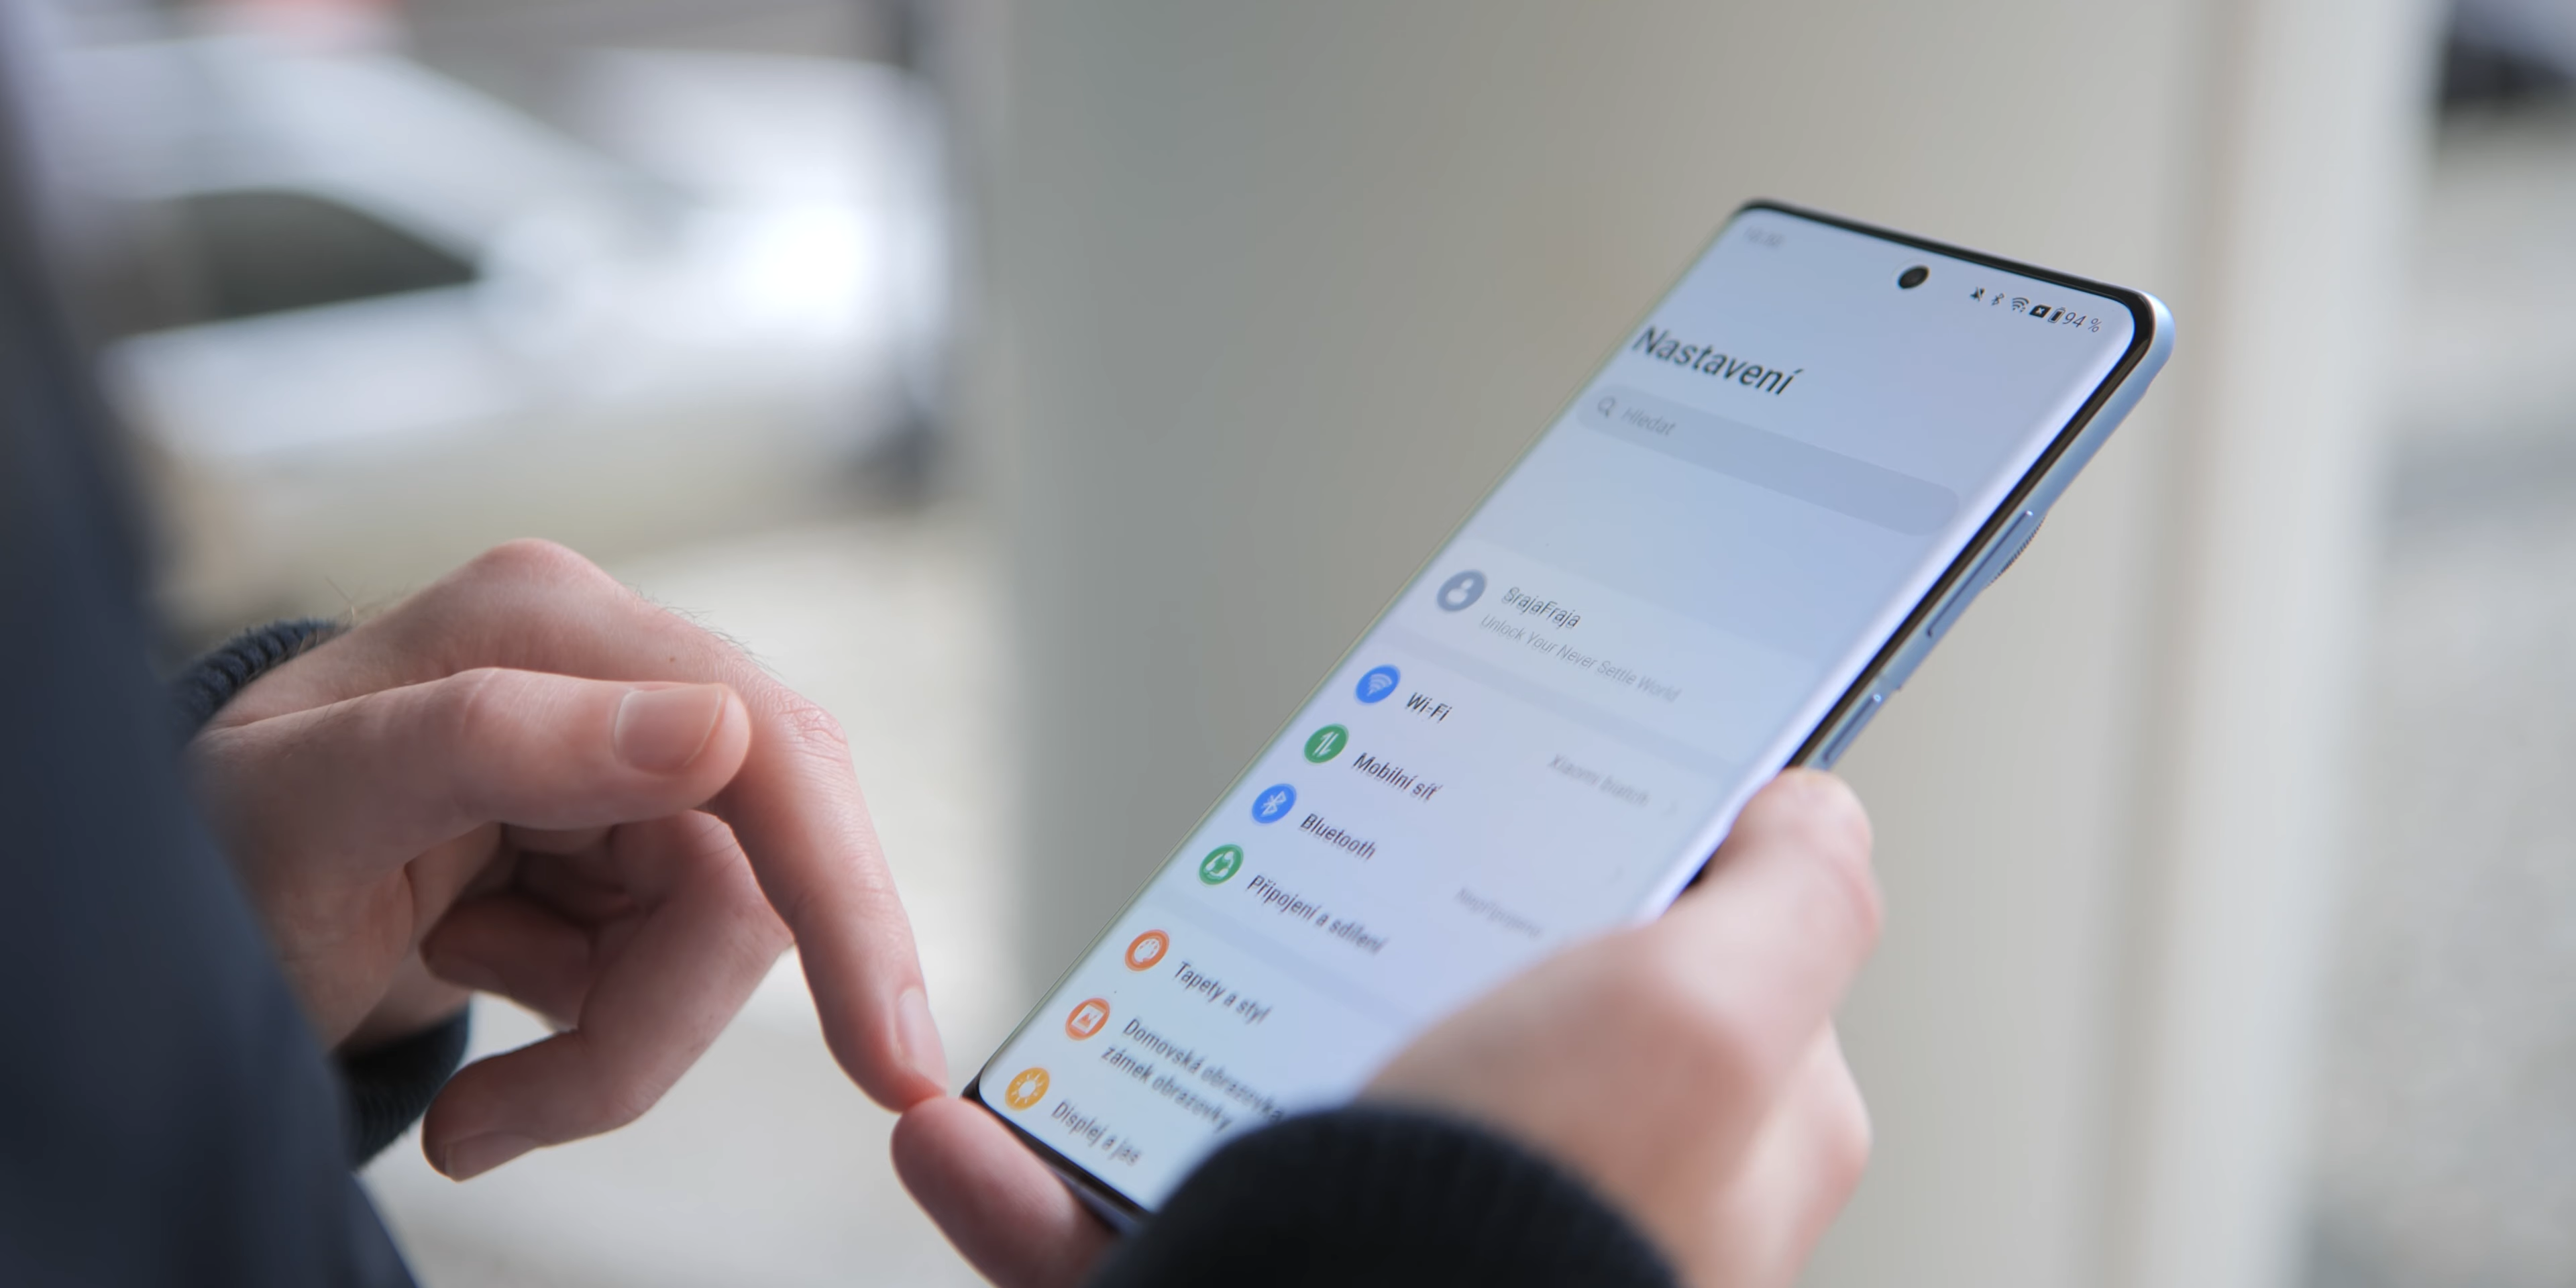 94 %
Nastavení
Hledat
SrajaFraja
Unlock Your Never Settle World
Wi-Fi
Mobilní síť
Bluetooth
Nepřipojeno
Připojení a sdílení
Tapety a styl
Domovská obrazovka
zámek obrazovky
Displej a jas